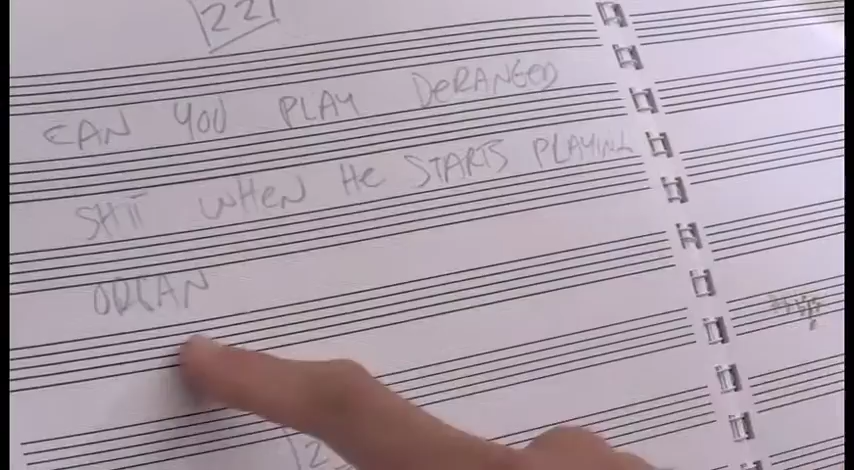 221
CAN YOU PLAY DERANGED
SHIT WHEN HE STARTS PLAYING
ORGAN